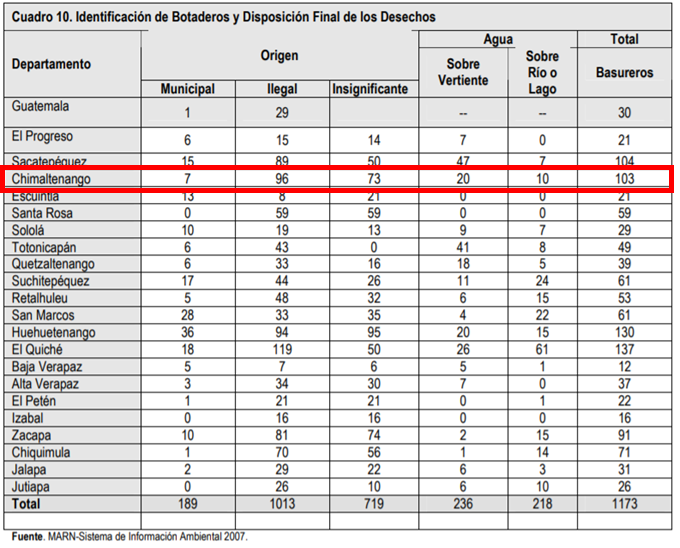 Cuadro 10. Identificación de Botaderos y Disposición Final de los Desechos
Departamento Origen Agua Total
Municipal Ilegal Insignificante Sobre Vertiente Sobre Río o Lago Basureros
Guatemala 1 29 -- -- 30
El Progreso 6 15 14 7 0 21
Sacatepéquez 15 89 50 47 7 104
Chimaltenango 7 96 73 20 10 103
Escuintla 13 8 21 0 0 21
Santa Rosa 0 59 59 0 0 59
Sololá 10 19 13 9 7 29
Totonicapán 6 43 0 41 8 49
Quetzaltenango 6 33 16 18 5 39
Suchitepéquez 17 44 26 11 24 61
Retalhuleu 5 48 32 6 15 53
San Marcos 28 33 35 4 22 61
Huehuetenango 36 94 95 20 15 130
El Quiché 18 119 50 26 61 137
Baja Verapaz 5 7 6 5 1 12
Alta Verapaz 3 34 30 7 0 37
El Petén 1 21 21 0 1 22
Izabal 0 16 16 0 0 16
Zacapa 10 81 74 2 15 91
Chiquimula 1 70 56 1 14 71
Jalapa 2 29 22 6 3 31
Jutiapa 0 26 10 6 10 26
Total 189 1013 719 236 218 1173
Fuente. MARN-Sistema de Información Ambiental 2007.